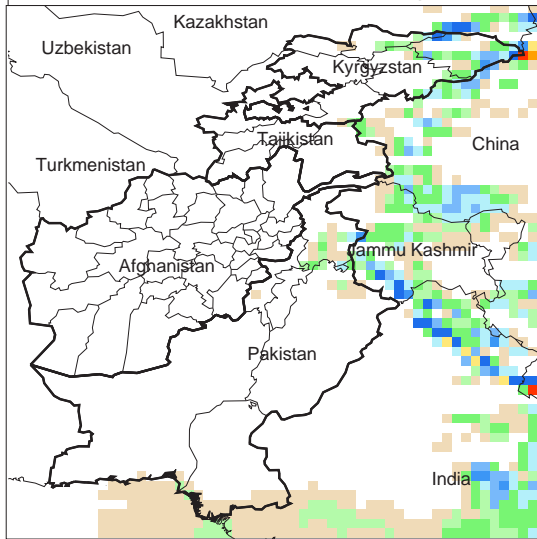 Kazakhstan
Uzbekistan
Kyrgyzstan
Tajikistan
China
Turkmenistan
Jammu Kashmir
Afghanistan
Pakistan
India